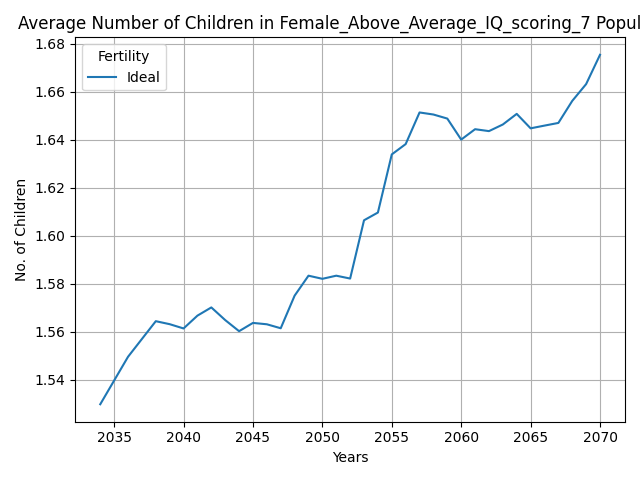 Average Number of Children in Female_Above_Average_IQ_scoring_7 Popul
1.68
Fertility
Ideal
1.66
1.64
1.62
1.60
1.58
1.56
1.54
No. of Children
2035 2040 2045 2050 2055 2060 2065 2070
Years